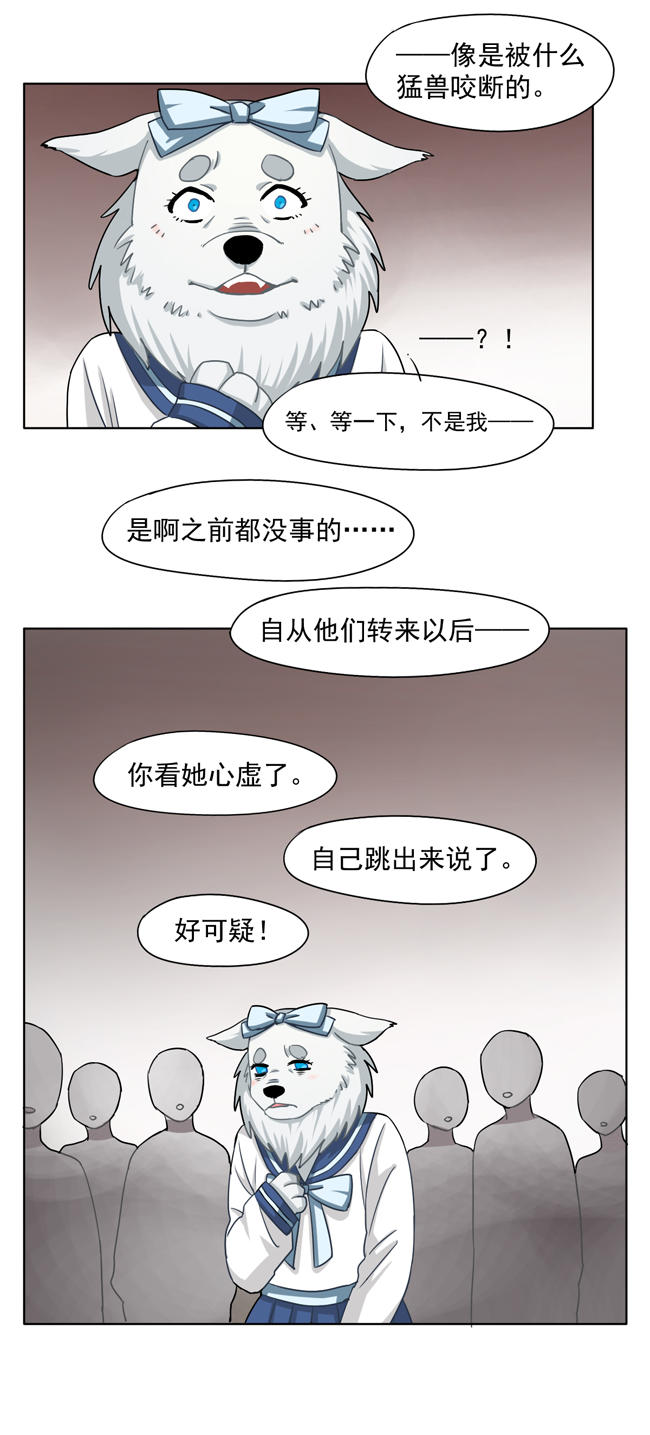 ——像是被什么
猛兽咬断的。
——？！
等、等一下，不是我——
是啊之前都没事的……
自从他们转来以后——
你看她心虚了。
自己跳出来说了。
好可疑！